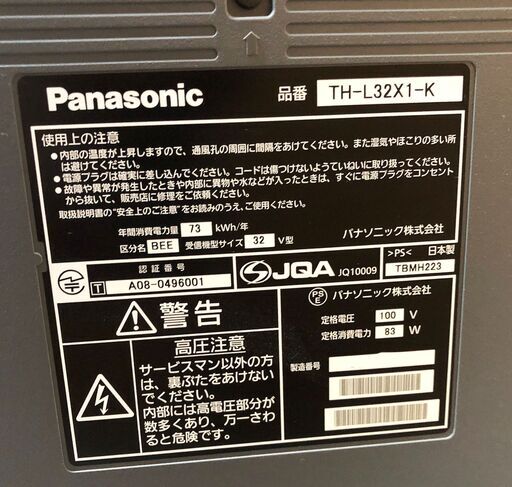 Panasonic
品番 TH-L32X1-K
使用上の注意
●内部の温度が上昇しますので、通風孔の周囲に間隔をあけてください。また湿気やほこりの多い所
は避けてください。
●電源プラグは確実に差し込んでください。コードは傷つけないようていねいに取り扱ってください。
●故障や異常が発生したときや内部に異物や水などが入ったときは、すぐに電源プラグをコンセント
から抜いて、販売店に修理をご依頼ください。
取扱説明書の"安全上のご注意"をお読みのうえ、ご使用ください。
年間消費電力量 73 kWh/年
区分名 BEE 受信機型サイズ 32 V型
パナソニック株式会社
>PS< 日本製
認証番号
T A08-0496001
JQA JQ10009
TBMH223
警告
高圧注意
サービスマン以外の方
は、裏ぶたをあけない
でください。
内部には高電圧部分が
数多くあり、万一さわ
ると危険です。
PS
E パナソニック株式会社
定格電圧 100 V
定格消費電力 83 W
製造番号